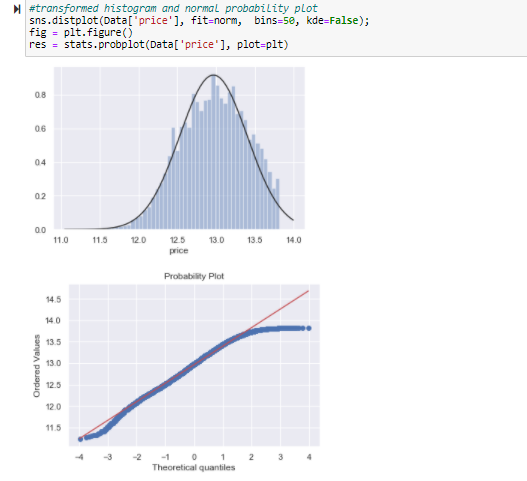 #transformed histogram and normal probability plot
sns.distplot(Data['price'], fit=norm,  bins=50, kde=False);
fig = plt.figure()
res = stats.probplot(Data['price'], plot=plt)
0.8
0.6
0.4
0.2
0.0
11.0 11.5 12.0 12.5 13.0 13.5 14.0
price
Probability Plot
14.5
14.0
13.5
13.0
12.5
12.0
11.5
Ordered Values
-4 -3 -2 -1 0 1 2 3 4
Theoretical quantiles